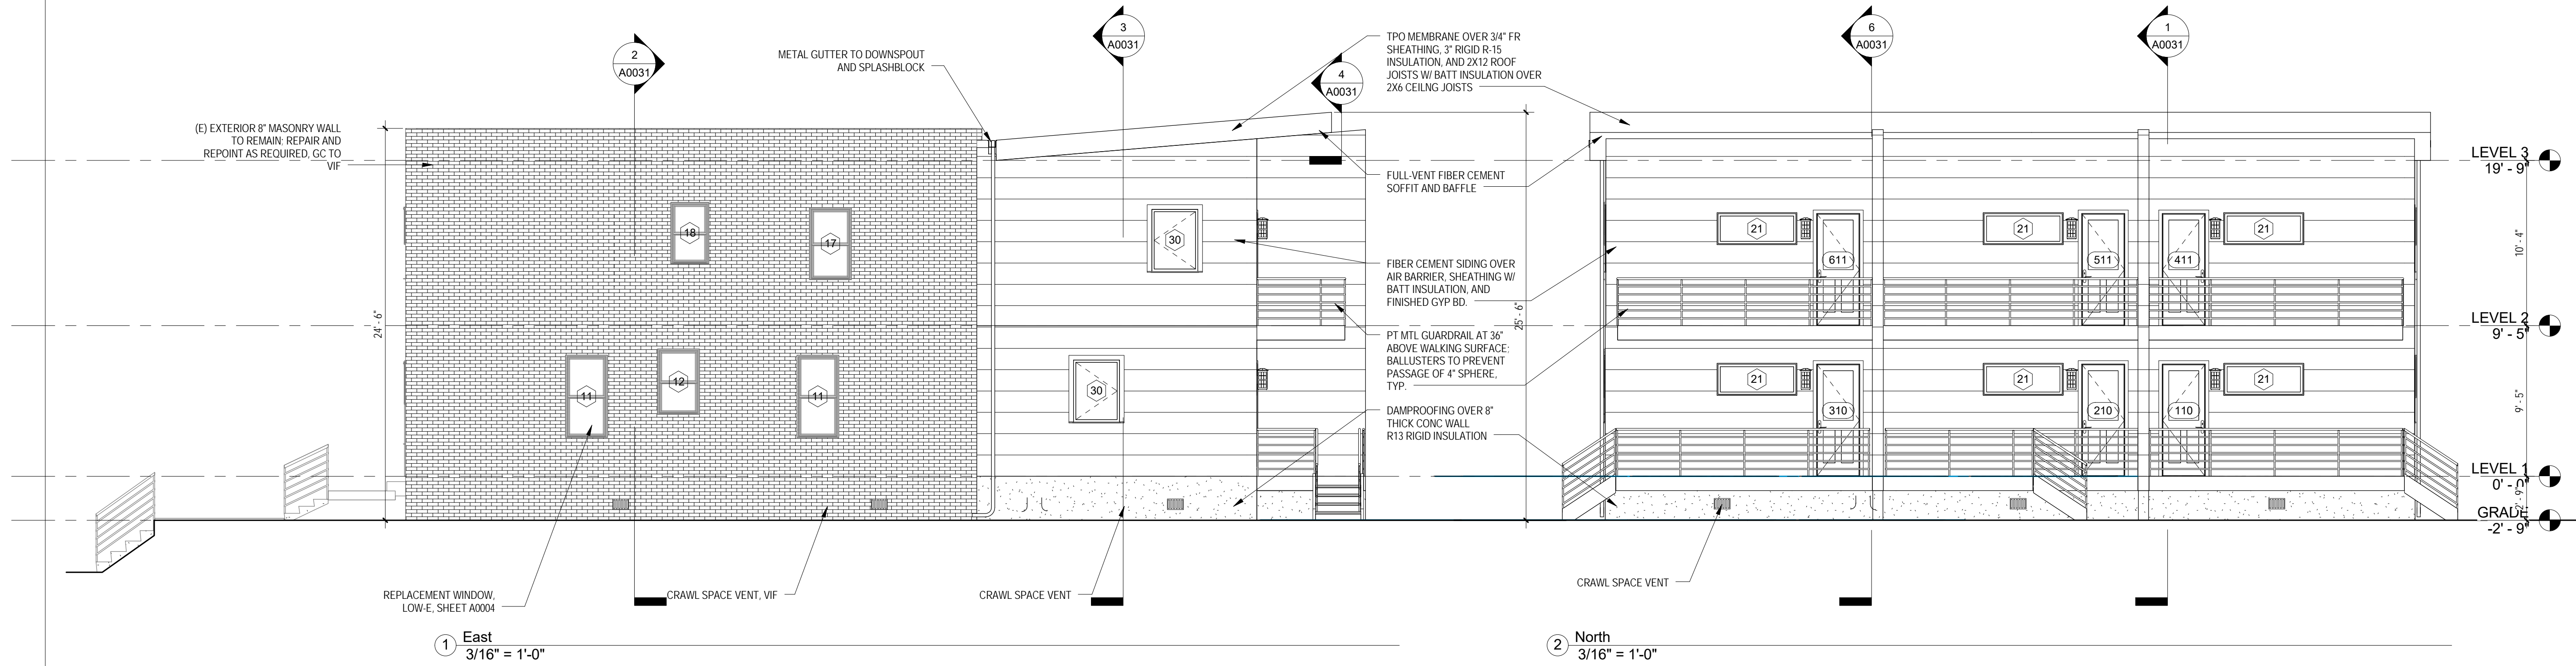 2
A0031
3
A0031
4
A0031
6
A0031
1
A0031
METAL GUTTER TO DOWNSPOUT
AND SPLASHBLOCK
TPO MEMBRANE OVER 3/4" FR
SHEATHING, 3" RIGID R-15
INSULATION, AND 2X12 ROOF
JOISTS W/ BATT INSULATION OVER
2X6 CEILNG JOISTS
(E) EXTERIOR 8" MASONRY WALL
TO REMAIN; REPAIR AND
REPOINT AS REQUIRED, GC TO
VIF
FULL-VENT FIBER CEMENT
SOFFIT AND BAFFLE
FIBER CEMENT SIDING OVER
AIR BARRIER, SHEATHING W/
BATT INSULATION, AND
FINISHED GYP BD.
PT MTL GUARDRAIL AT 36"
ABOVE WALKING SURFACE;
BALLUSTERS TO PREVENT
PASSAGE OF 4" SPHERE,
TYP.
DAMPROOFING OVER 8"
THICK CONC WALL
R13 RIGID INSULATION
24' - 6"
25' - 6"
18
17
30
11
12
11
30
21
611
21
511
411
21
21
310
21
210
110
21
LEVEL 3
19' - 9"
10' - 4"
LEVEL 2
9' - 5"
9' - 5"
LEVEL 1
0' - 0"
2' - 9"
GRADE
-2' - 9"
REPLACEMENT WINDOW,
LOW-E, SHEET A0004
CRAWL SPACE VENT, VIF
CRAWL SPACE VENT
CRAWL SPACE VENT
1
East
3/16" = 1'-0"
2
North
3/16" = 1'-0"